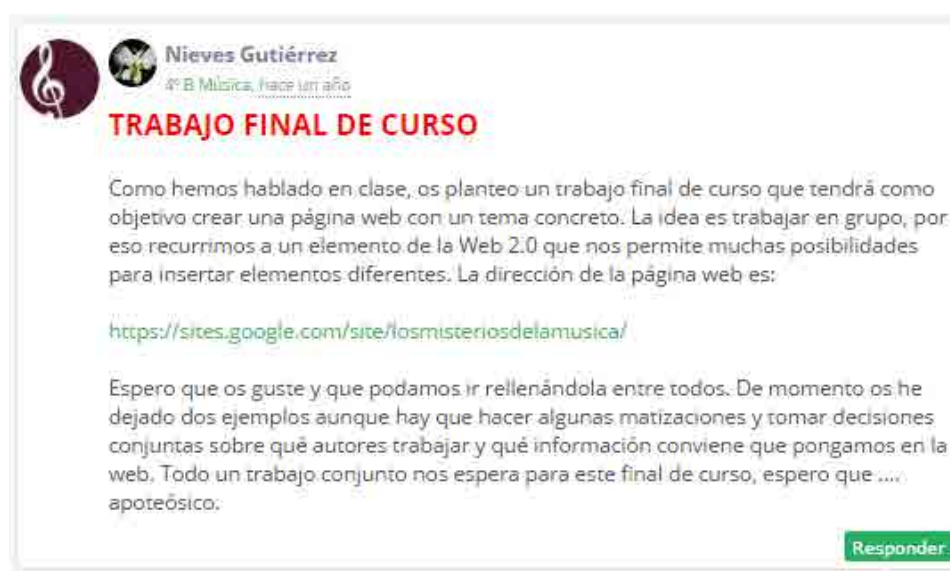 Nieves Gutiérrez
4º B Música, hace un año
TRABAJO FINAL DE CURSO
Como hemos hablado en clase, os planteo un trabajo final de curso que tendrá como
objetivo crear una página web con un tema concreto. La idea es trabajar en grupo, por
eso recurrimos a un elemento de la Web 2.0 que nos permite muchas posibilidades
para insertar elementos diferentes. La dirección de la página web es:
https://sites.google.com/site/losmisteriosdelamusica/
Espero que os guste y que podamos ir rellenándola entre todos. De momento os he
dejado dos ejemplos aunque hay que hacer algunas matizaciones y tomar decisiones
conjuntas sobre qué autores trabajar y qué información conviene que pongamos en la
web. Todo un trabajo conjunto nos espera para este final de curso, espero que ....
apoteósico.
Responder